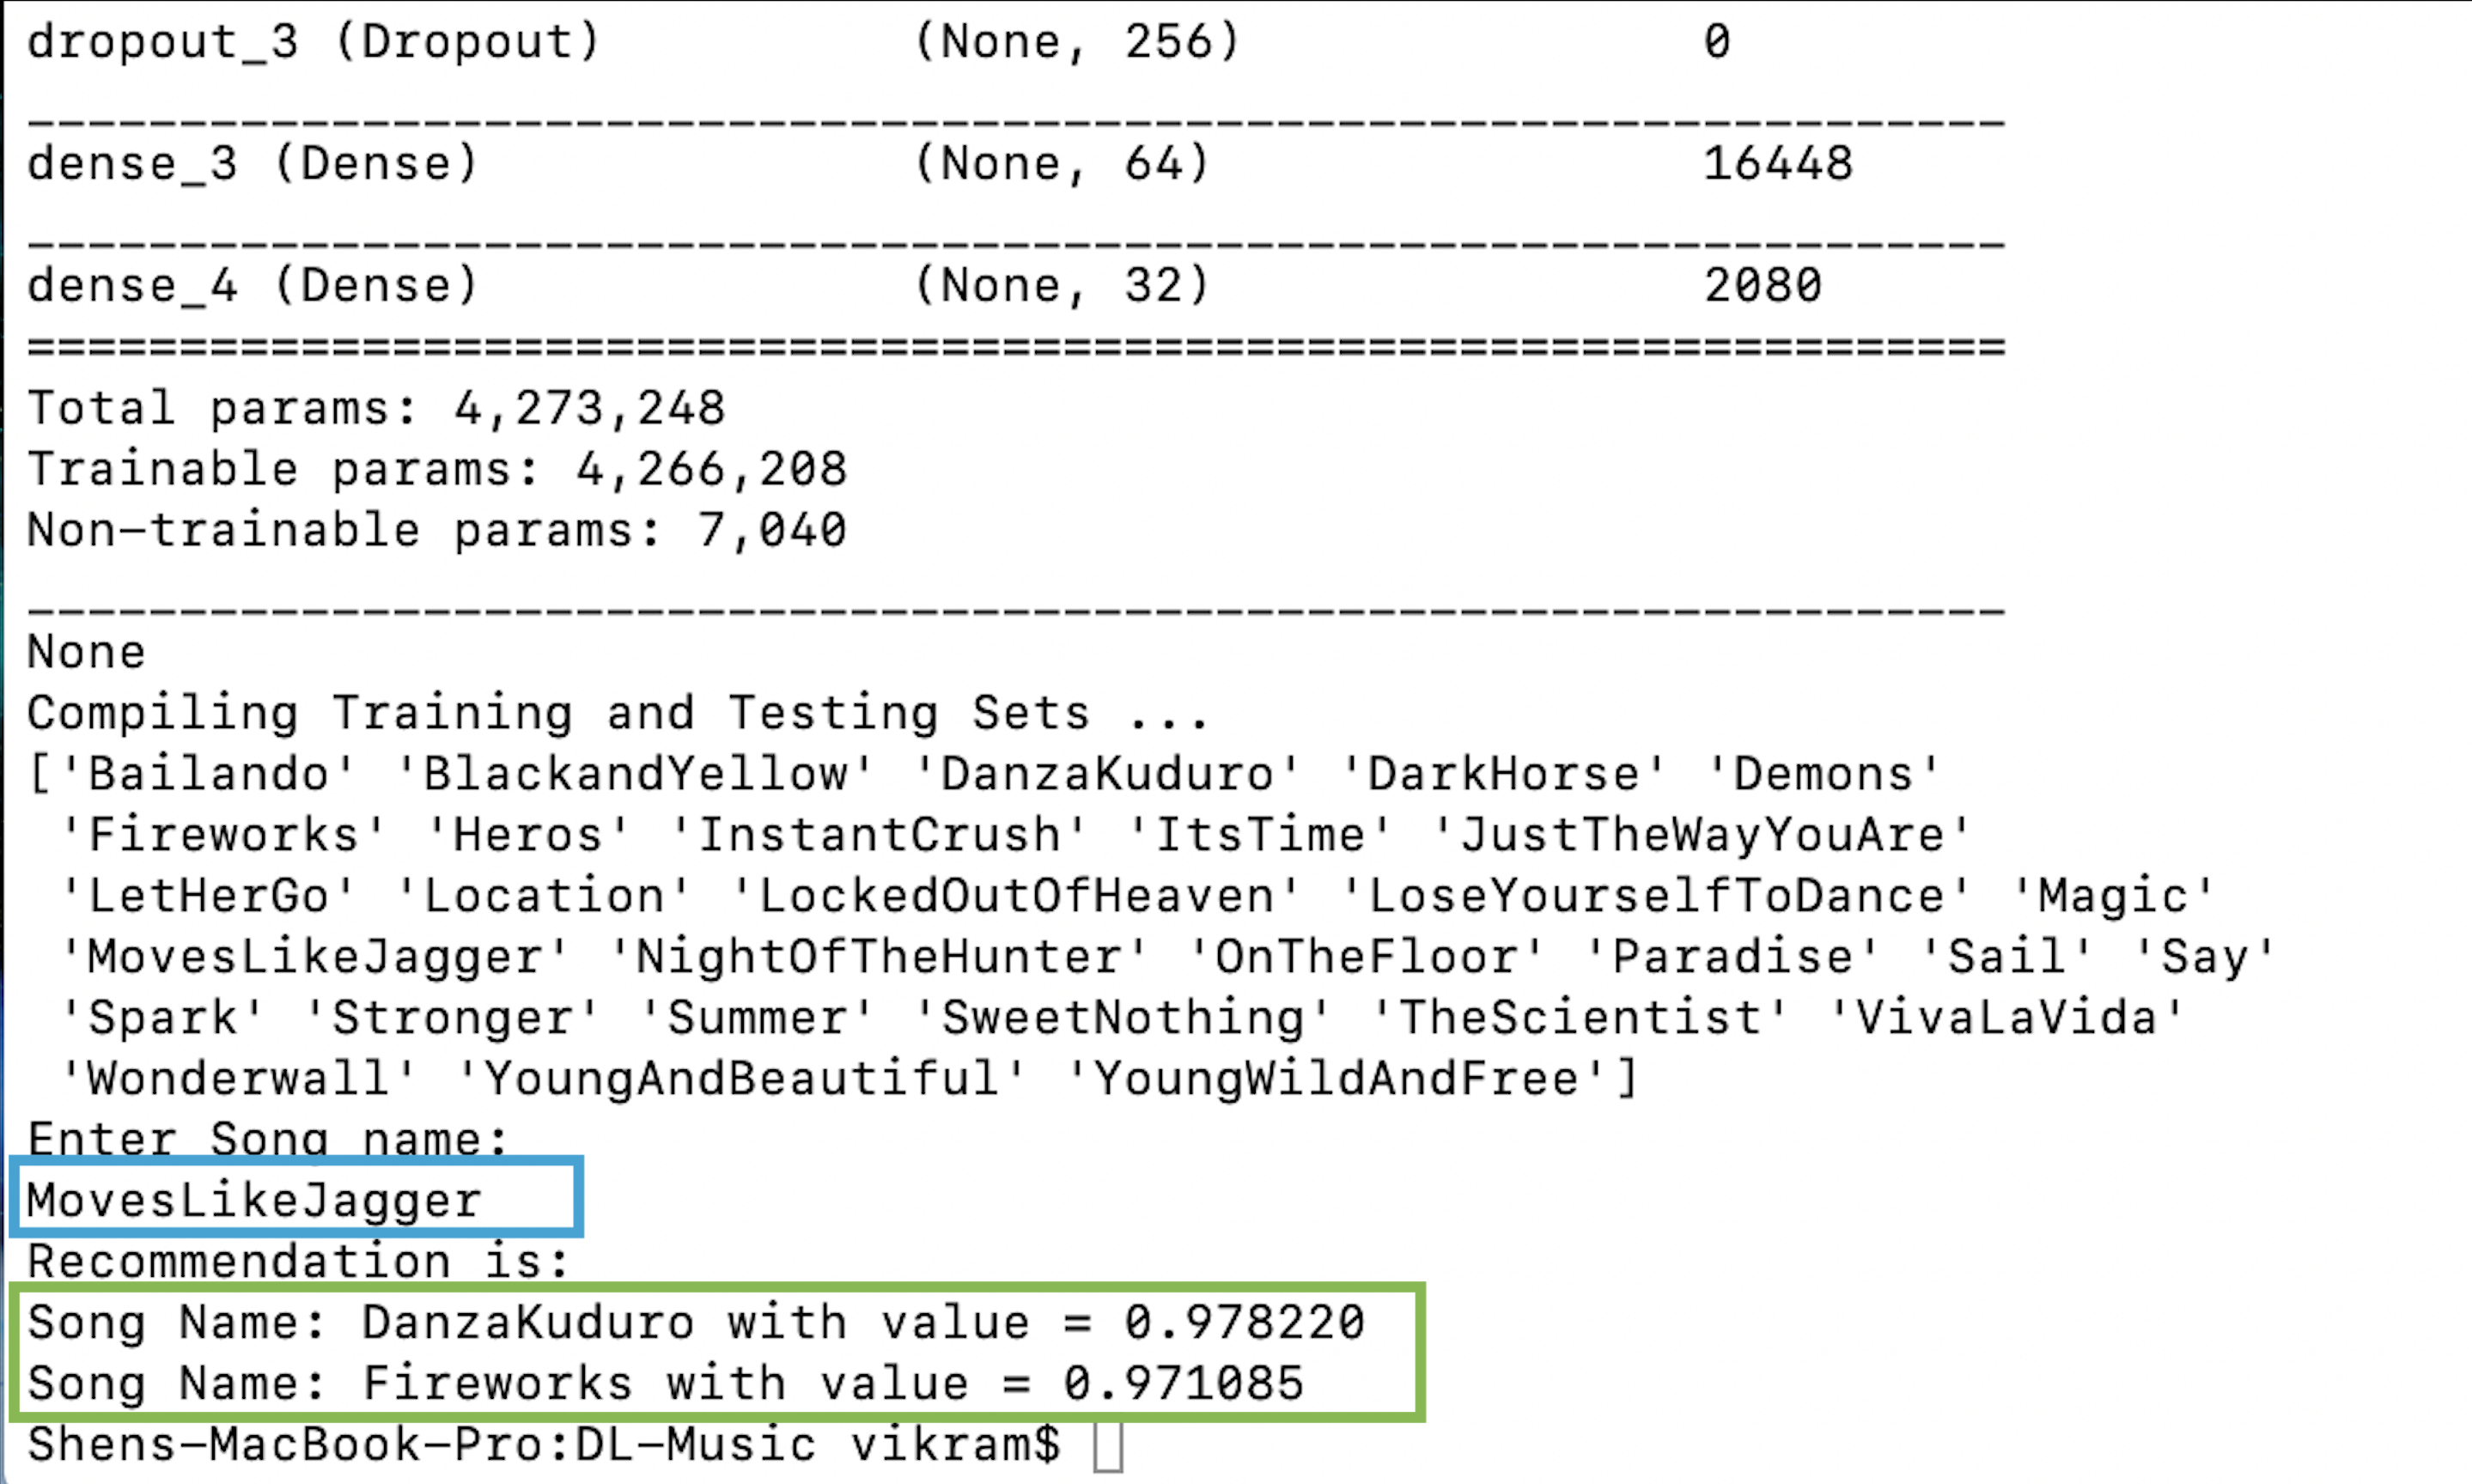 dropout_3 (Dropout) (None, 256) 0
_________________________________________________________________
dense_3 (Dense) (None, 64) 16448
_________________________________________________________________
dense_4 (Dense) (None, 32) 2080
=================================================================
Total params: 4,273,248
Trainable params: 4,266,208
Non-trainable params: 7,040
_________________________________________________________________
None
Compiling Training and Testing Sets ...
['Bailando' 'BlackandYellow' 'DanzaKuduro' 'DarkHorse' 'Demons'
'Fireworks' 'Heros' 'InstantCrush' 'ItsTime' 'JustTheWayYouAre'
'LetHerGo' 'Location' 'LockedOutOfHeaven' 'LoseYourselfToDance' 'Magic'
'MovesLikeJagger' 'NightOfTheHunter' 'OnTheFloor' 'Paradise' 'Sail' 'Say'
'Spark' 'Stronger' 'Summer' 'SweetNothing' 'TheScientist' 'VivaLaVida'
'Wonderwall' 'YoungAndBeautiful' 'YoungWildAndFree']
Enter Song name:
MovesLikeJagger
Recommendation is:
Song Name: DanzaKuduro with value = 0.978220
Song Name: Fireworks with value = 0.971085
Shens-MacBook-Pro:DL-Music vikram$